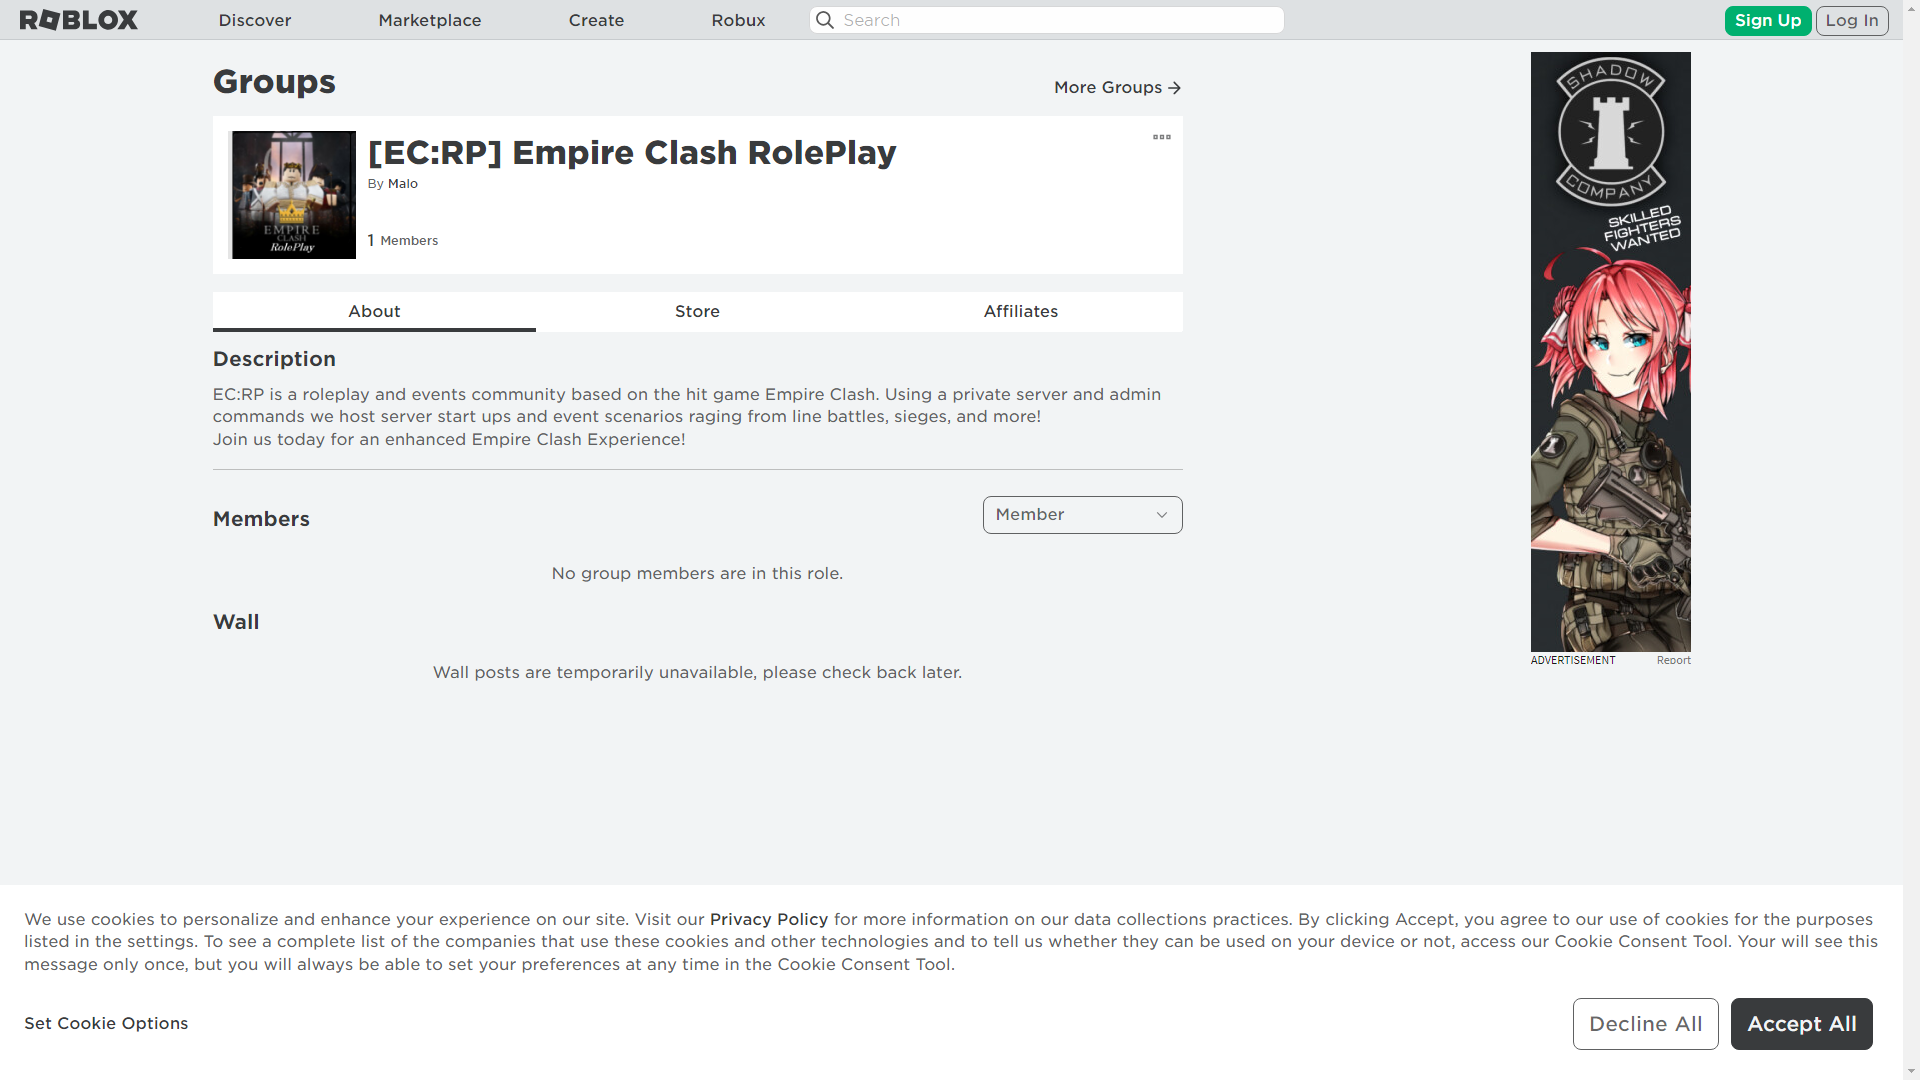 ROBLOX
Discover
Marketplace
Create
Robux
Search
Sign Up
Log In
Groups
More Groups
[EC:RP] Empire Clash RolePlay
By Malo
1 Members
EMPIRE
CLASH
RolePlay
About
Store
Affiliates
Description
EC:RP is a roleplay and events community based on the hit game Empire Clash. Using a private server and admin
commands we host server start ups and event scenarios raging from line battles, sieges, and more!
Join us today for an enhanced Empire Clash Experience!
Members
Member
No group members are in this role.
Wall
Wall posts are temporarily unavailable, please check back later.
SHADOW
COMPANY
SKILLED
FIGHTERS
WANTED
ADVERTISEMENT
Report
We use cookies to personalize and enhance your experience on our site. Visit our Privacy Policy for more information on our data collections practices. By clicking Accept, you agree to our use of cookies for the purposes
listed in the settings. To see a complete list of the companies that use these cookies and other technologies and to tell us whether they can be used on your device or not, access our Cookie Consent Tool. Your will see this
message only once, but you will always be able to set your preferences at any time in the Cookie Consent Tool.
Set Cookie Options
Decline All
Accept All